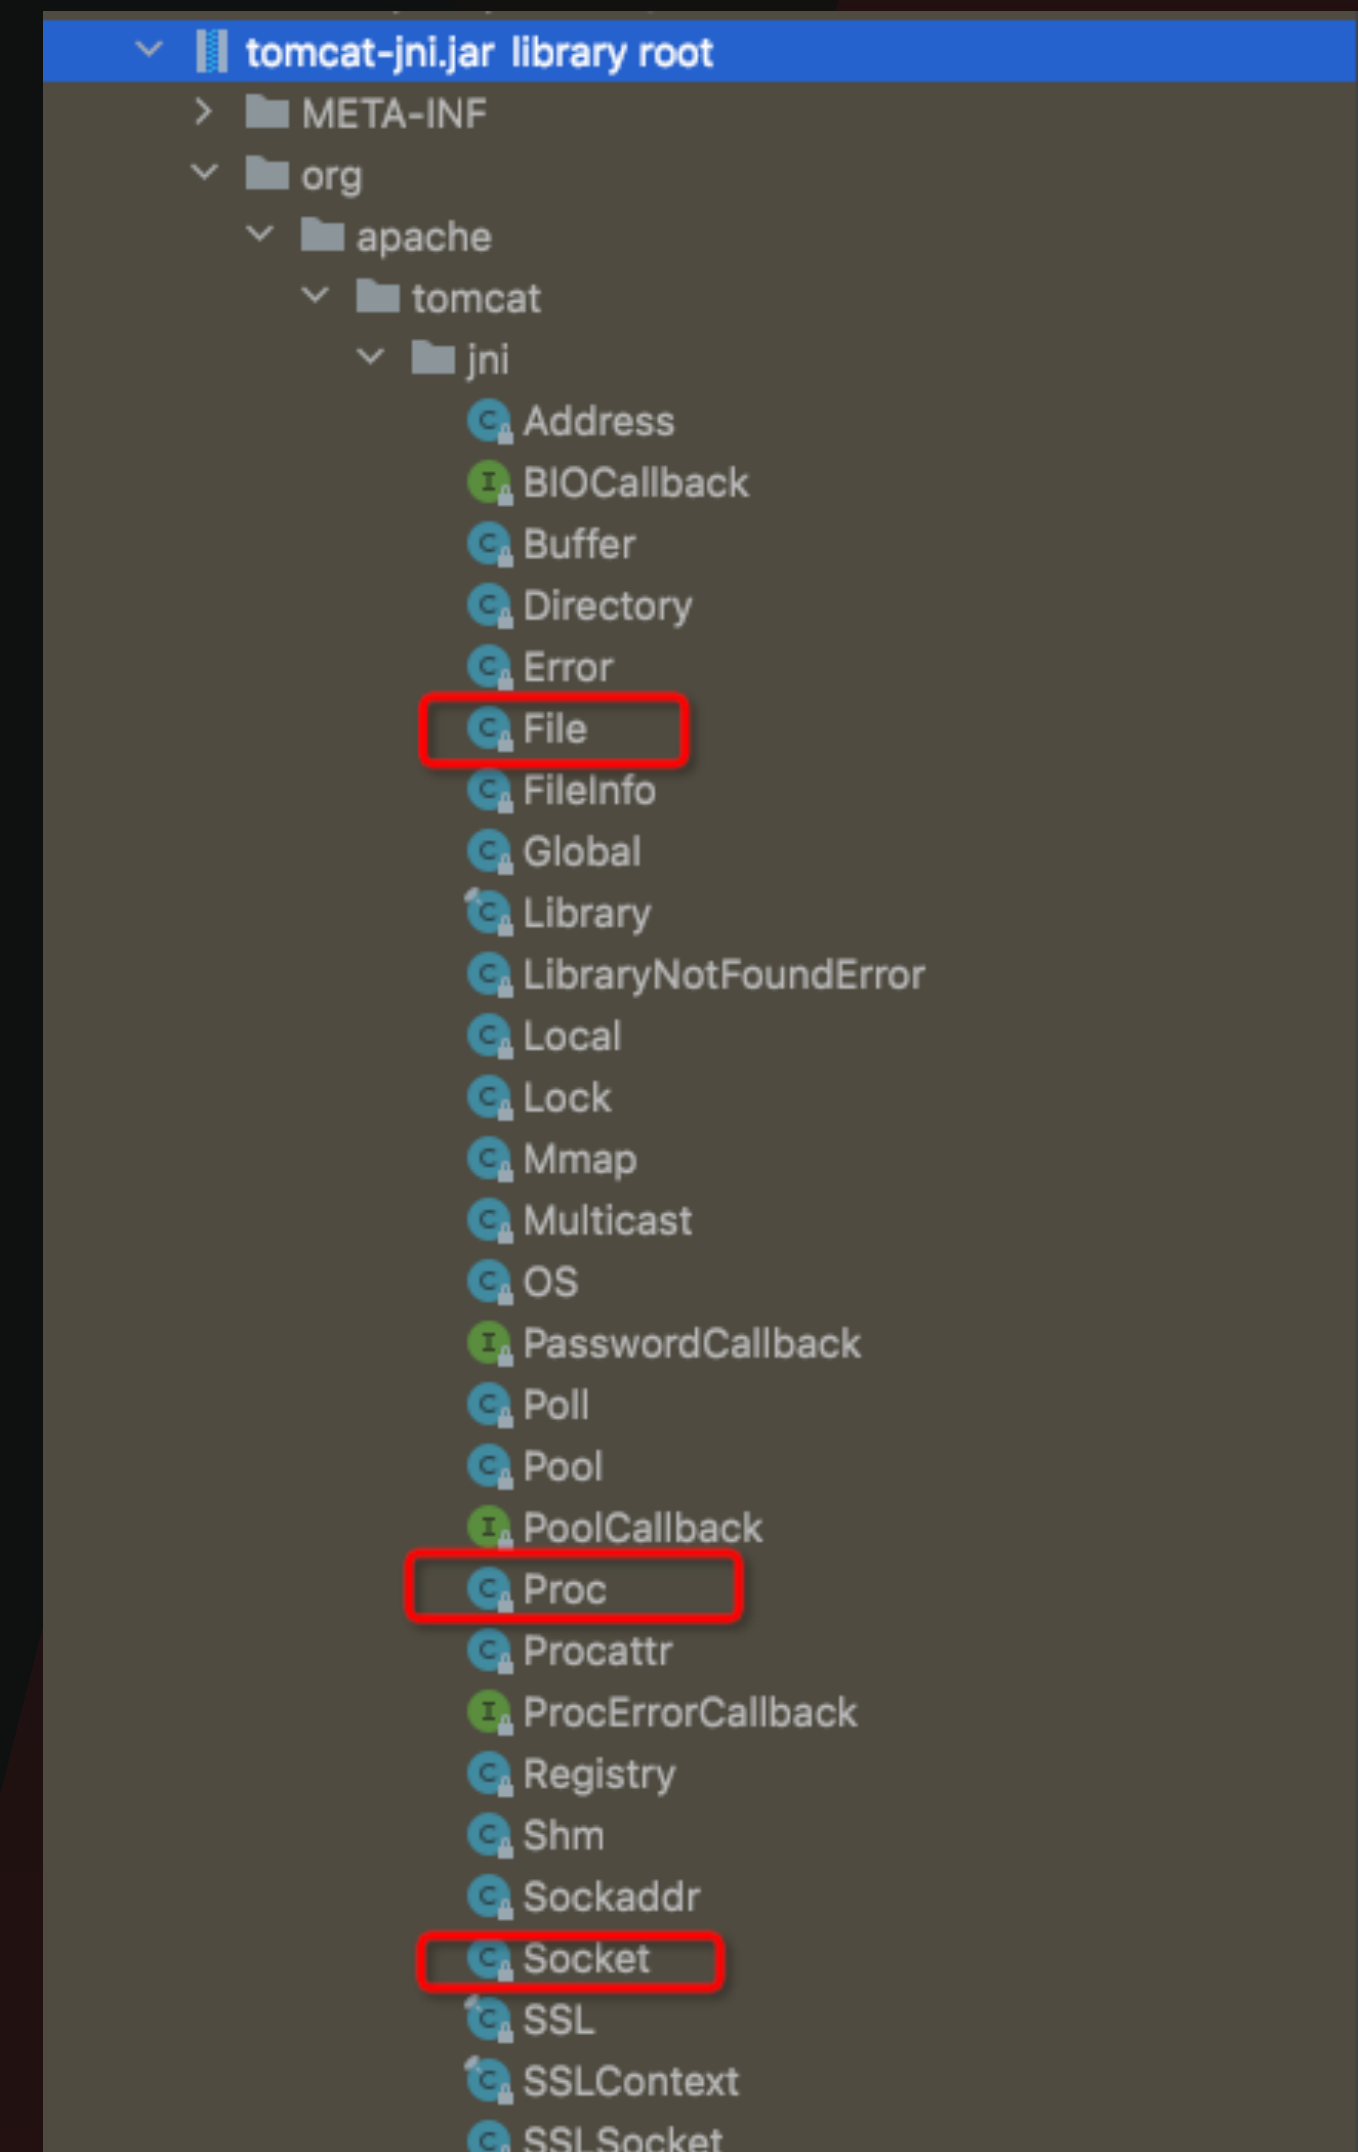 tomcat-jni.jar library root
META-INF
org
apache
tomcat
jni
Address
BIOCallback
Buffer
Directory
Error
File
FileInfo
Global
Library
LibraryNotFoundError
Local
Lock
Mmap
Multicast
OS
PasswordCallback
Poll
Pool
PoolCallback
Proc
Procattr
ProcErrorCallback
Registry
Shm
Sockaddr
Socket
SSL
SSLContext
SSLSocket